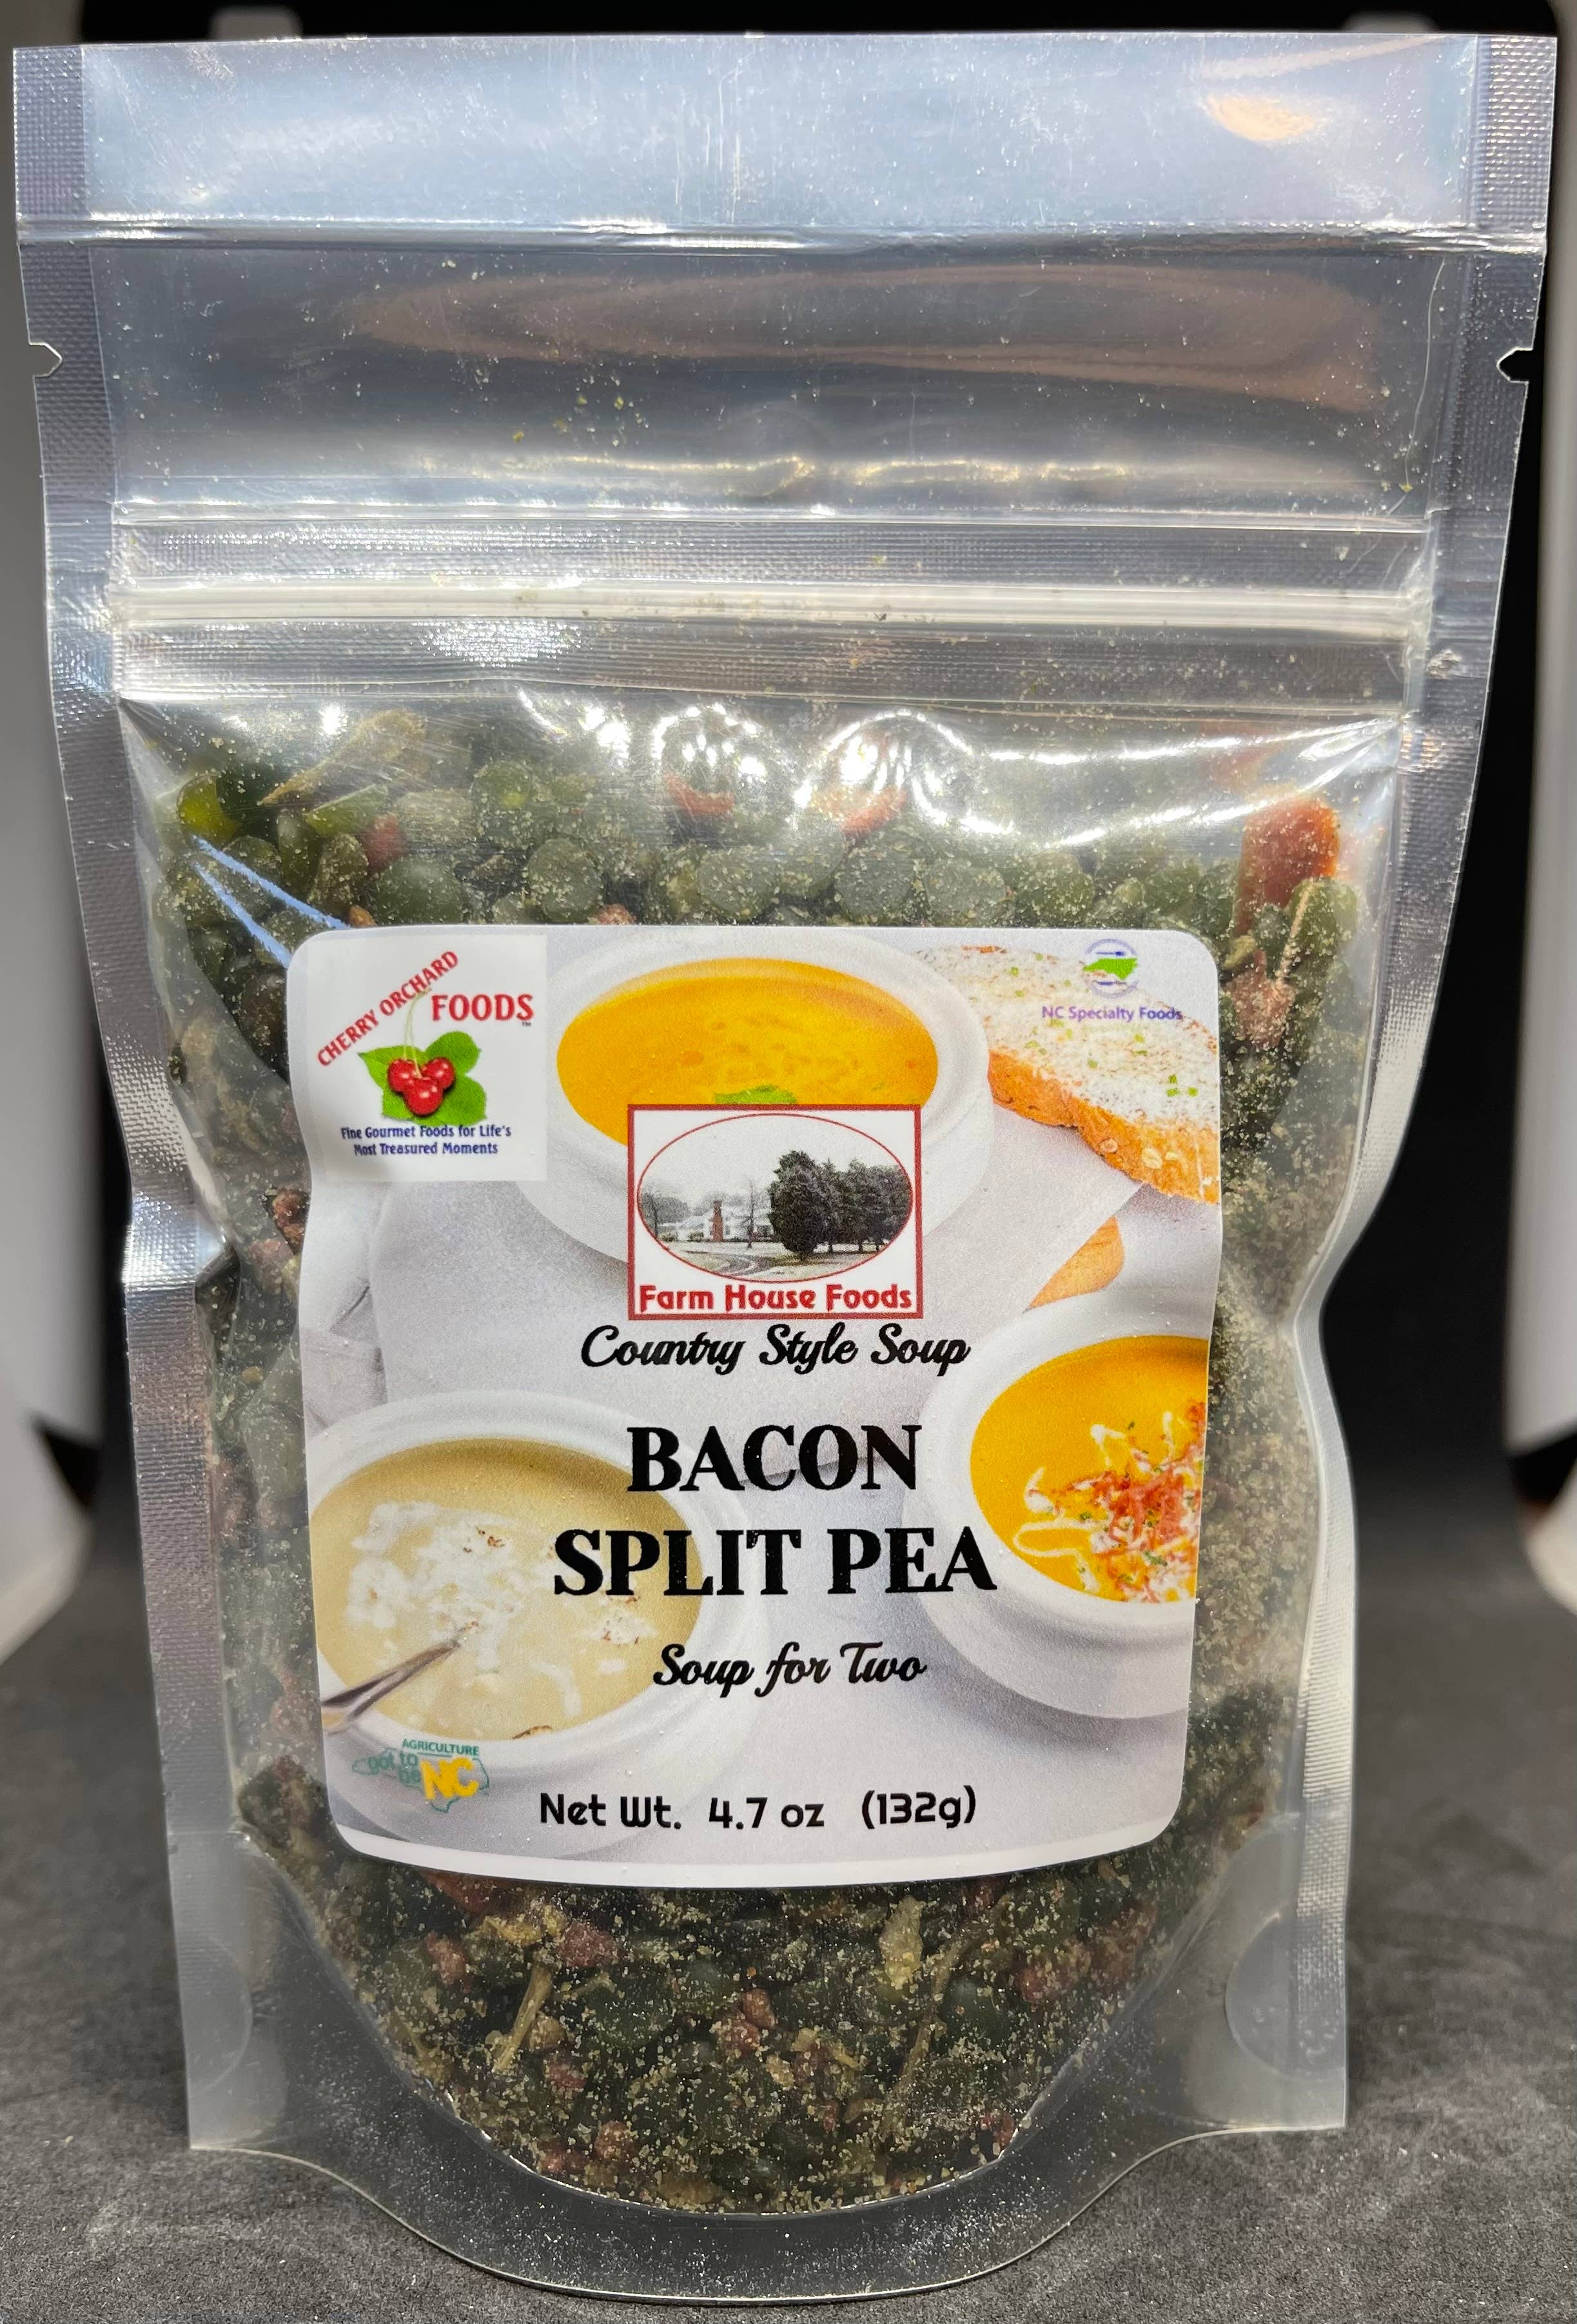 CHERRY ORCHARD
FOODS™
Fine Gourmet Foods for Life's
Most Treasured Moments
NC Specialty Foods
Farm House Foods
Country Style Soup
BACON
SPLIT PEA
Soup for Two
AGRICULTURE
got to
be NC
Net Wt. 4.7 oz (132g)